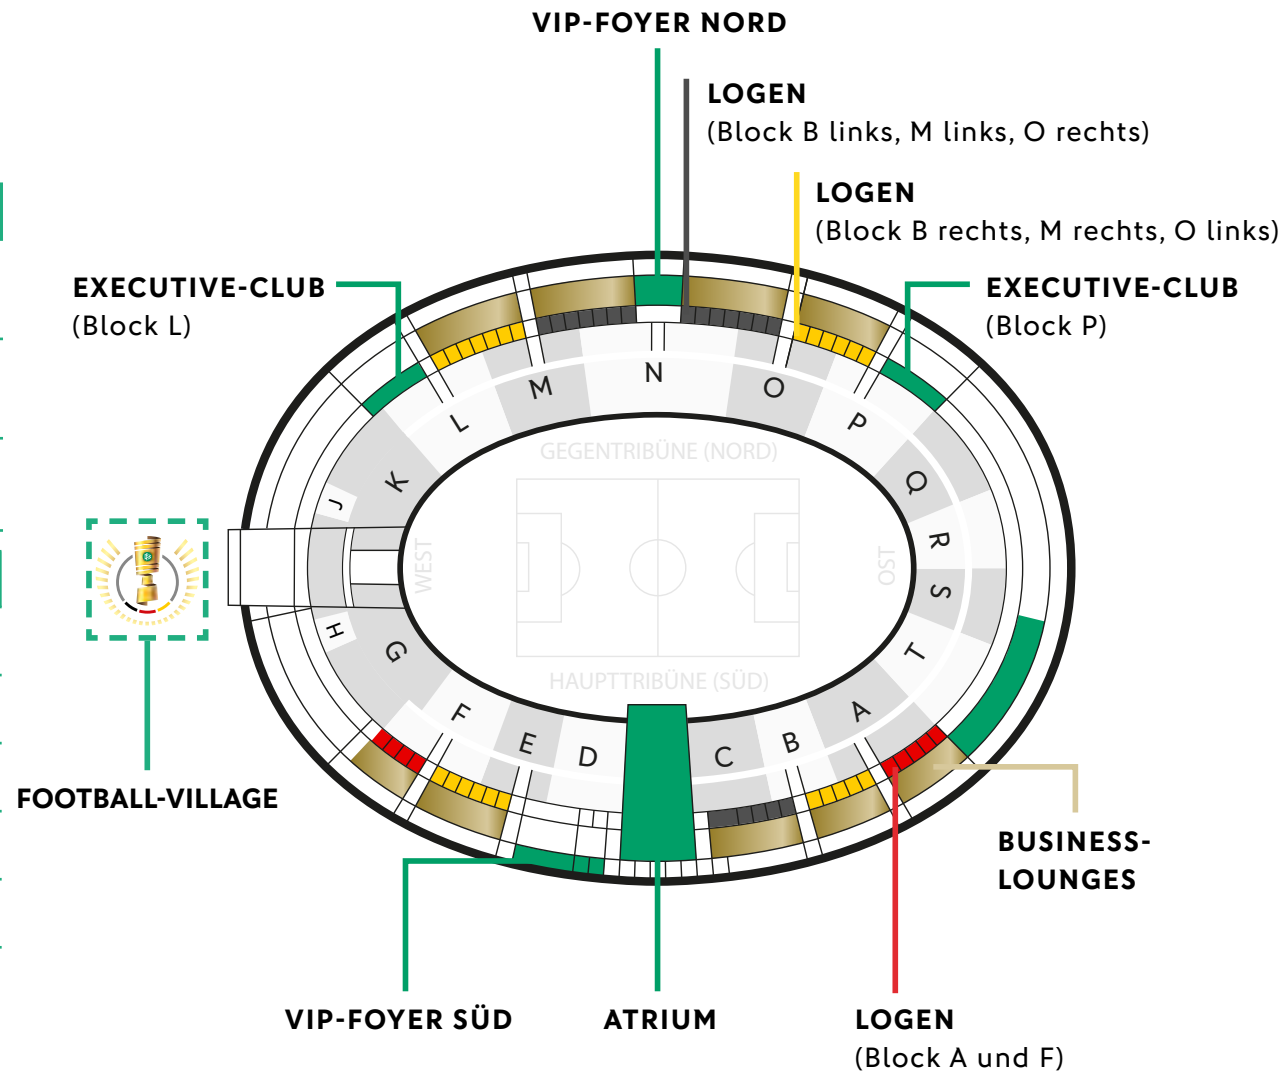 VIP-FOYER NORD
LOGEN
(Block B links, M links, O rechts)
LOGEN
(Block B rechts, M rechts, O links)
EXECUTIVE-CLUB
(Block L)
EXECUTIVE-CLUB
(Block P)
N
M
O
L
P
GEGENTRIBÜNE (NORD)
K
Q
J
R
WEST
OST
S
H
G
T
HAUPTTRIBÜNE (SÜD)
F
A
E
D
C
B
FOOTBALL-VILLAGE
BUSINESS-
LOUNGES
VIP-FOYER SÜD
ATRIUM
LOGEN
(Block A und F)